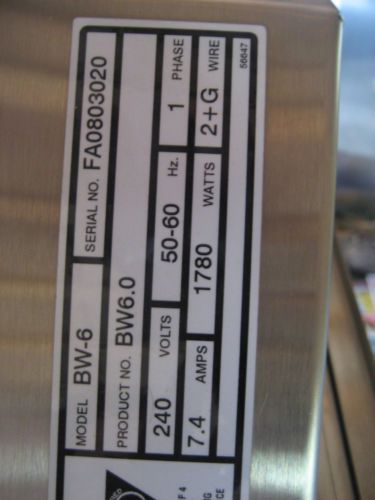 MODEL BW-6 SERIAL NO. FA0803020
PRODUCT NO. BW6.0
240 VOLTS 50-60 Hz. 1 PHASE
7.4 AMPS 1780 WATTS 2+G WIRE
56647